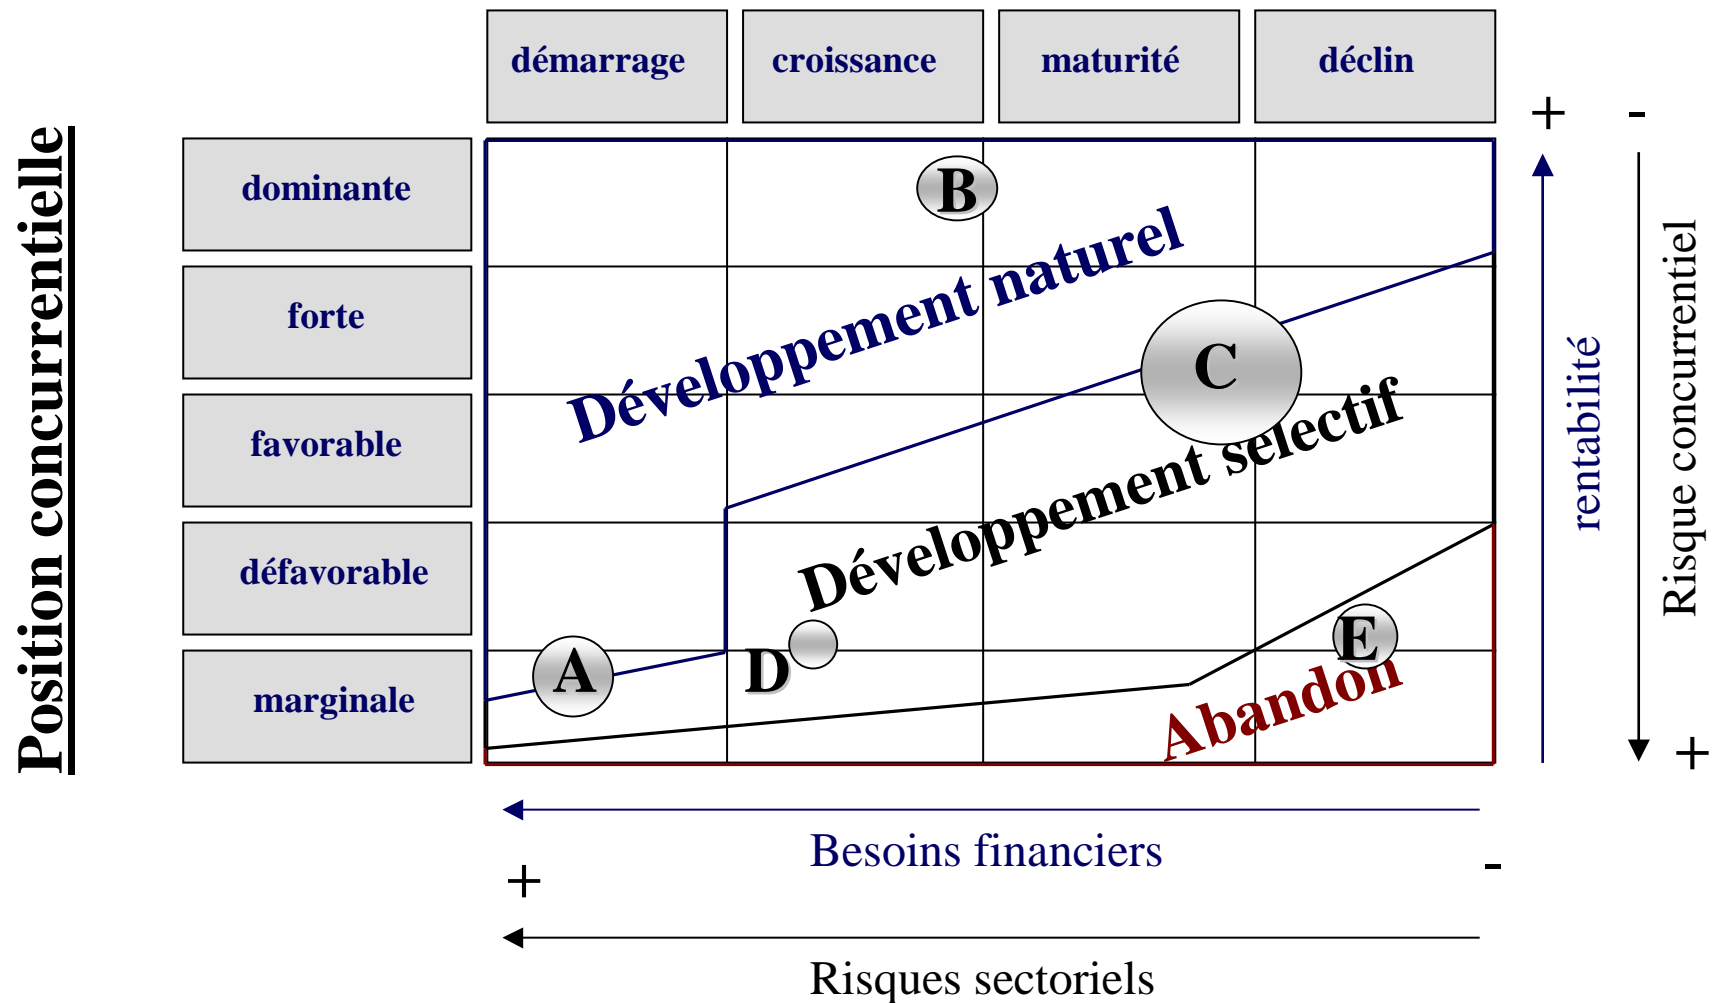 démarrage
croissance
maturité
déclin
+
-
Position concurrentielle
dominante
forte
favorable
défavorable
marginale
B
Développement naturel
C
Développement sélectif
A
D
E
Abandon
rentabilité
Risque concurrentiel
+
Besoins financiers
+
-
Risques sectoriels